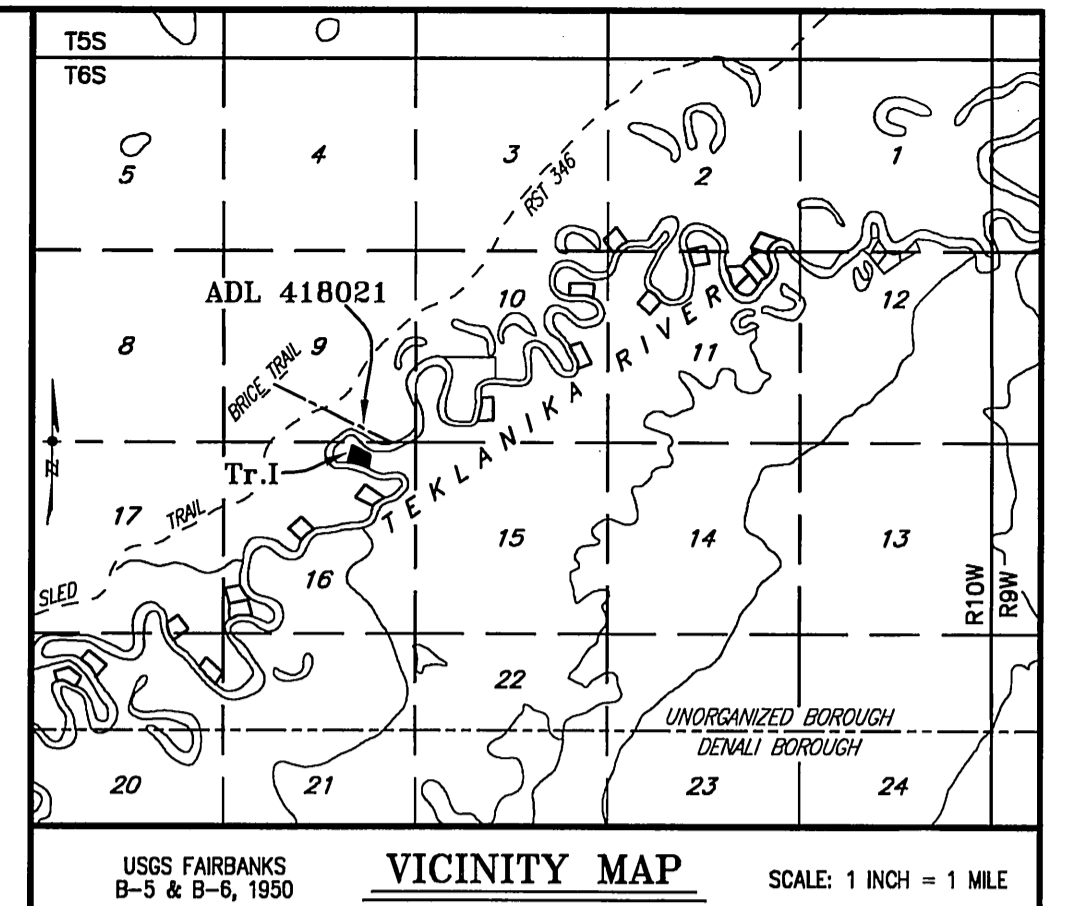 T5S
T6S
5
4
3
2
1
RST 346
ADL 418021
8
9
10
11
12
BRICE TRAIL
TEKLANIKA RIVER
N
Tr.I
17
TRAIL
SLED
16
15
14
13
R10W
R9W
22
UNORGANIZED BOROUGH
DENALI BOROUGH
20
21
23
24
USGS FAIRBANKS
B-5 & B-6, 1950
VICINITY MAP
SCALE: 1 INCH = 1 MILE